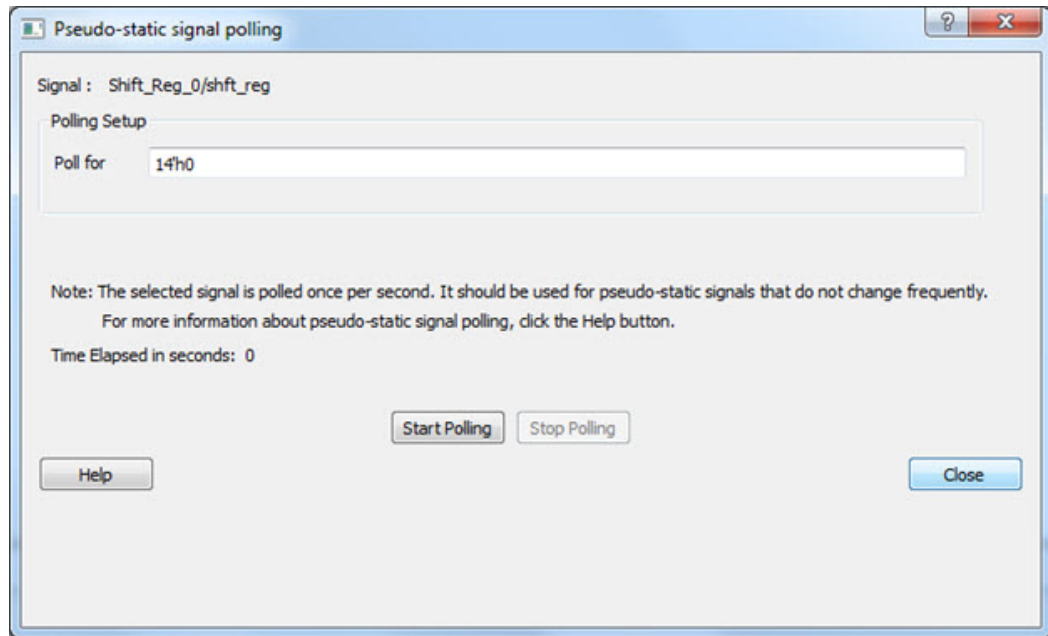 Pseudo-static signal polling
Signal : Shift_Reg_0/shft_reg
Polling Setup
Poll for 14'h0
Note: The selected signal is polled once per second. It should be used for pseudo-static signals that do not change frequently.
For more information about pseudo-static signal polling, click the Help button.
Time Elapsed in seconds: 0
Start Polling Stop Polling
Help Close